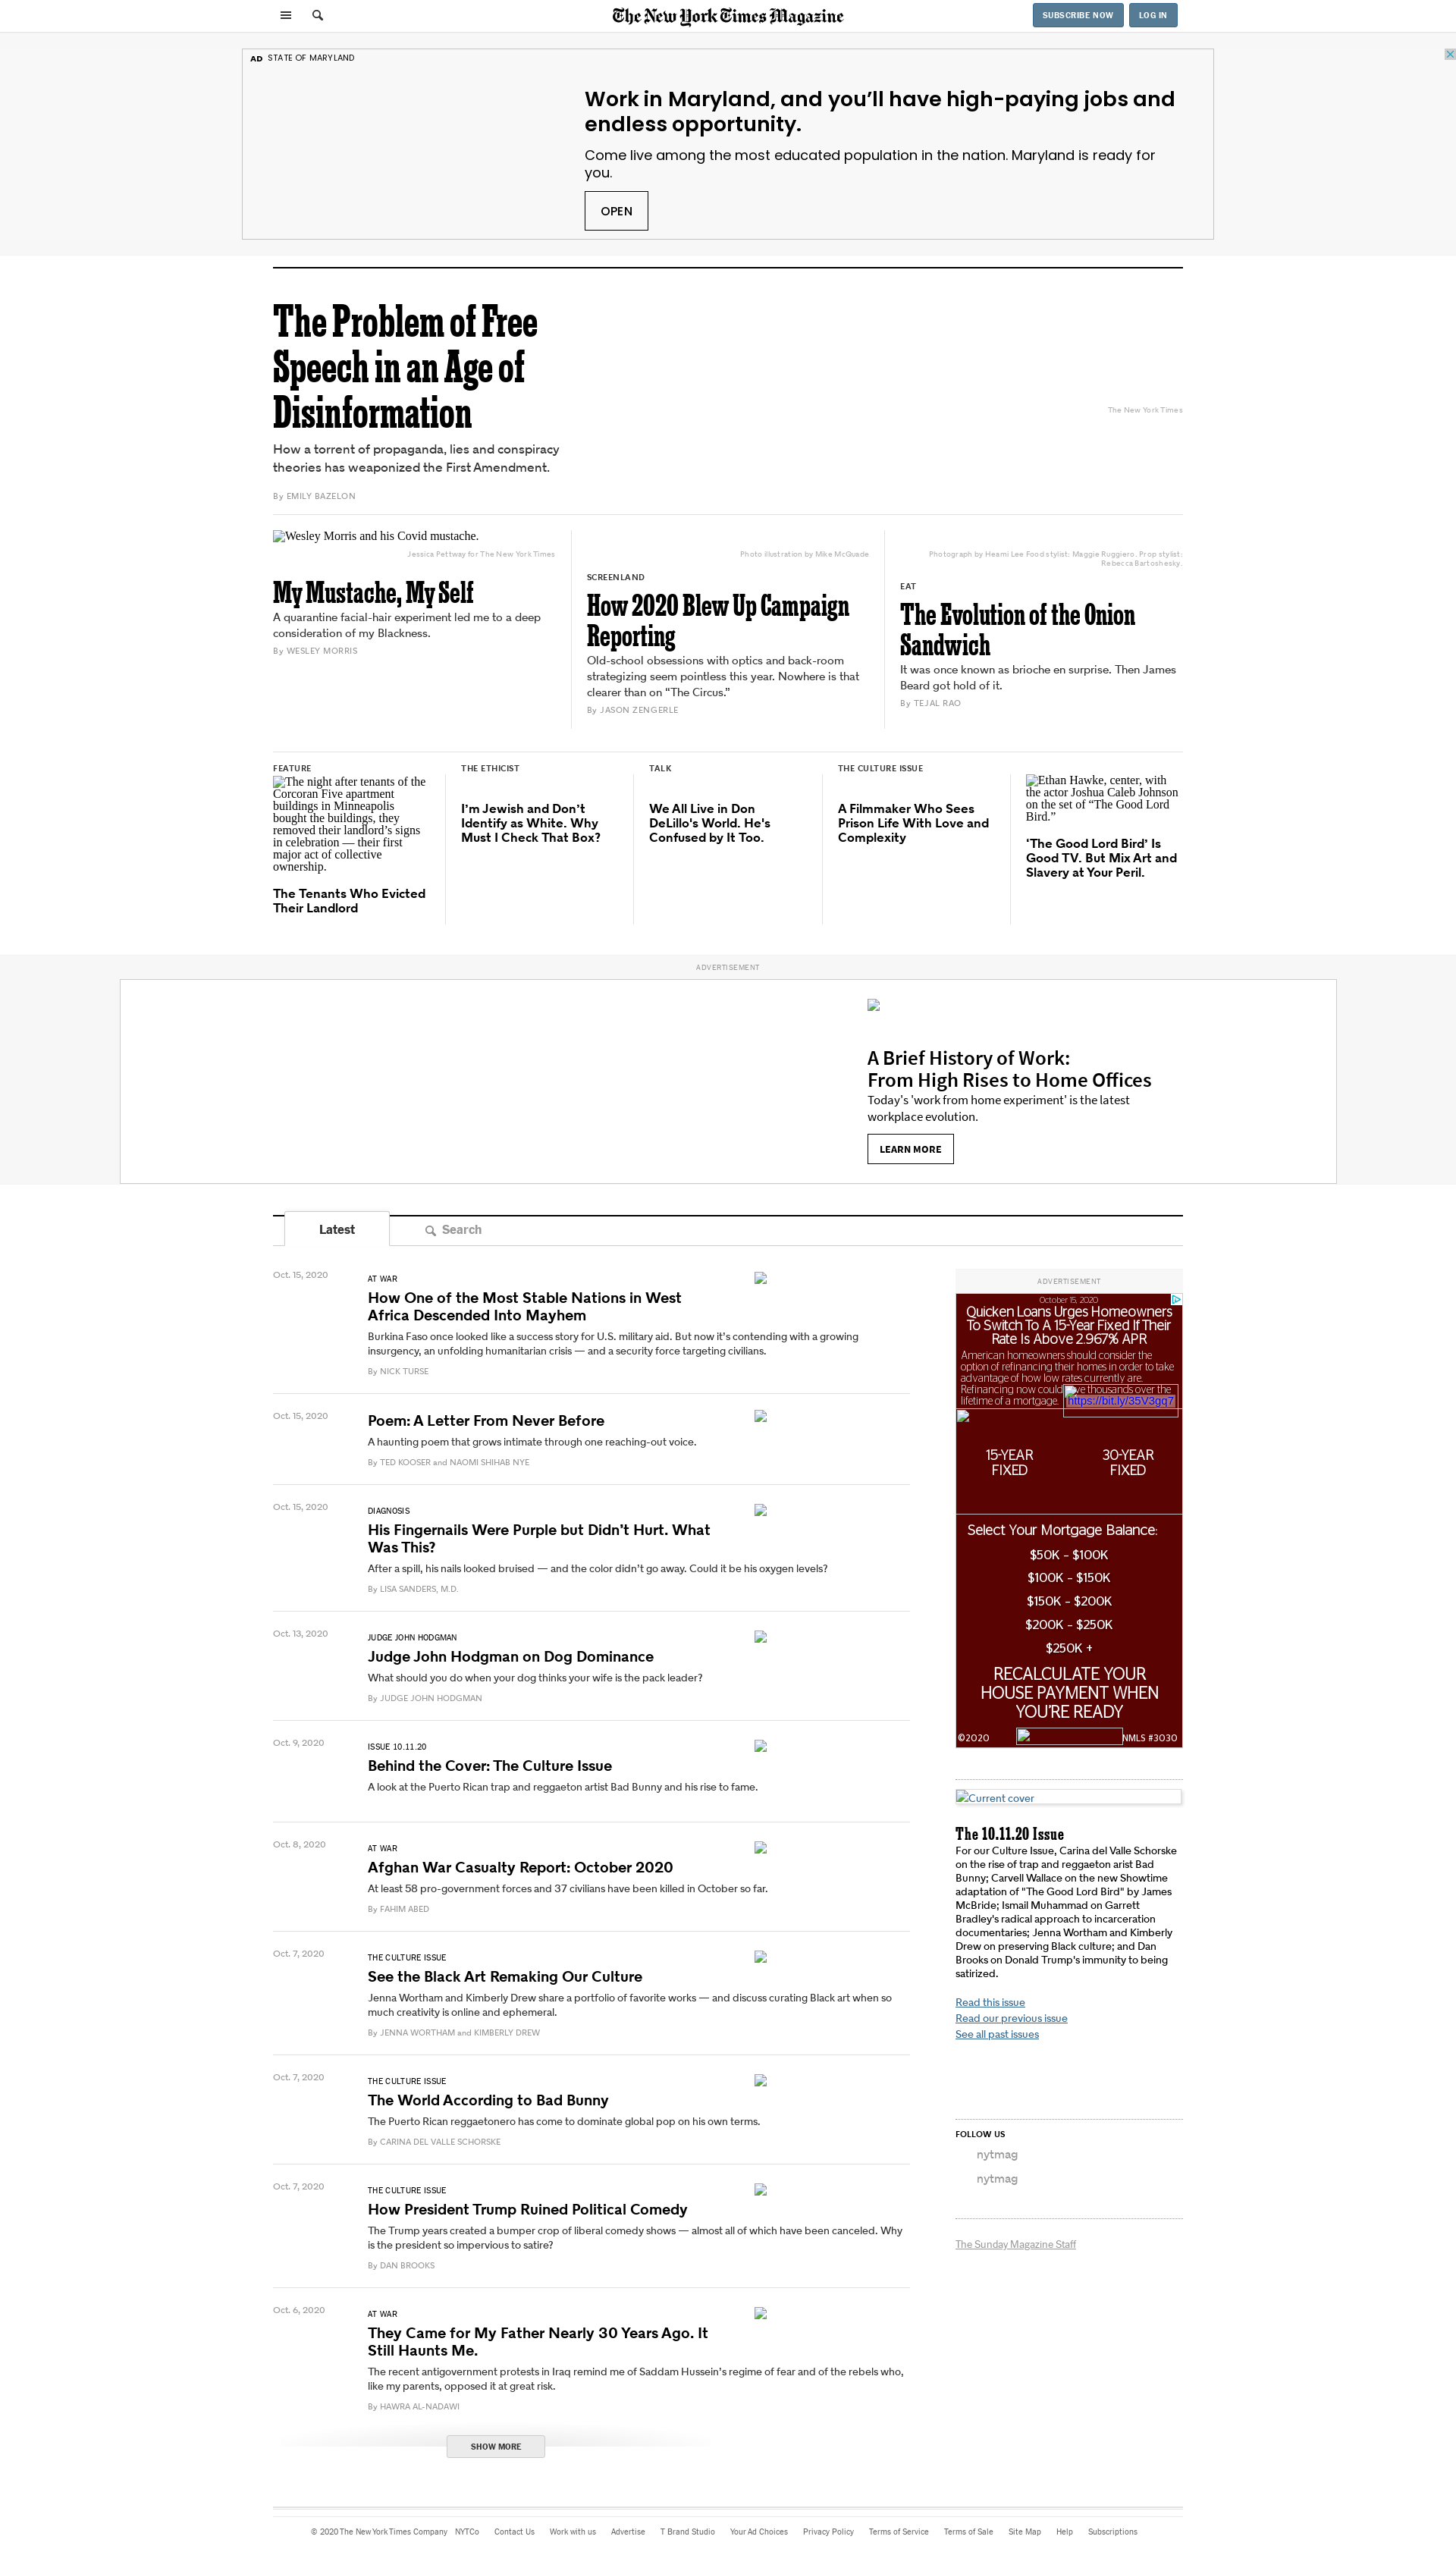 The New York Times Magazine
SUBSCRIBE NOW
LOG IN
AD STATE OF MARYLAND
Work in Maryland, and you’ll have high-paying jobs and
endless opportunity.
Come live among the most educated population in the nation. Maryland is ready for
you.
OPEN
The Problem of Free
Speech in an Age of
Disinformation
How a torrent of propaganda, lies and conspiracy
theories has weaponized the First Amendment.
By EMILY BAZELON
The New York Times
Wesley Morris and his Covid mustache.
Jessica Pettway for The New York Times
My Mustache, My Self
A quarantine facial-hair experiment led me to a deep
consideration of my Blackness.
By WESLEY MORRIS
Photo illustration by Mike McQuade
SCREENLAND
How 2020 Blew Up Campaign
Reporting
Old-school obsessions with optics and back-room
strategizing seem pointless this year. Nowhere is that
clearer than on “The Circus.”
By JASON ZENGERLE
Photograph by Heami Lee Food stylist: Maggie Ruggiero. Prop stylist:
Rebecca Bartoshesky.
EAT
The Evolution of the Onion
Sandwich
It was once known as brioche en surprise. Then James
Beard got hold of it.
By TEJAL RAO
FEATURE
The night after tenants of the
Corcoran Five apartment
buildings in Minneapolis
bought the buildings, they
removed their landlord’s signs
in celebration — their first
major act of collective
ownership.
The Tenants Who Evicted
Their Landlord
THE ETHICIST
I’m Jewish and Don’t
Identify as White. Why
Must I Check That Box?
TALK
We All Live in Don
DeLillo's World. He's
Confused by It Too.
THE CULTURE ISSUE
A Filmmaker Who Sees
Prison Life With Love and
Complexity
Ethan Hawke, center, with
the actor Joshua Caleb Johnson
on the set of “The Good Lord
Bird.”
‘The Good Lord Bird’ Is
Good TV. But Mix Art and
Slavery at Your Peril.
ADVERTISEMENT
A Brief History of Work:
From High Rises to Home Offices
Today's 'work from home experiment' is the latest
workplace evolution.
LEARN MORE
Latest
Search
Oct. 15, 2020
AT WAR
How One of the Most Stable Nations in West
Africa Descended Into Mayhem
Burkina Faso once looked like a success story for U.S. military aid. But now it’s contending with a growing
insurgency, an unfolding humanitarian crisis — and a security force targeting civilians.
By NICK TURSE
Oct. 15, 2020
Poem: A Letter From Never Before
A haunting poem that grows intimate through one reaching-out voice.
By TED KOOSER and NAOMI SHIHAB NYE
Oct. 15, 2020
DIAGNOSIS
His Fingernails Were Purple but Didn’t Hurt. What
Was This?
After a spill, his nails looked bruised — and the color didn’t go away. Could it be his oxygen levels?
By LISA SANDERS, M.D.
Oct. 13, 2020
JUDGE JOHN HODGMAN
Judge John Hodgman on Dog Dominance
What should you do when your dog thinks your wife is the pack leader?
By JUDGE JOHN HODGMAN
Oct. 9, 2020
ISSUE 10.11.20
Behind the Cover: The Culture Issue
A look at the Puerto Rican trap and reggaeton artist Bad Bunny and his rise to fame.
Oct. 8, 2020
AT WAR
Afghan War Casualty Report: October 2020
At least 58 pro-government forces and 37 civilians have been killed in October so far.
By FAHIM ABED
Oct. 7, 2020
THE CULTURE ISSUE
See the Black Art Remaking Our Culture
Jenna Wortham and Kimberly Drew share a portfolio of favorite works — and discuss curating Black art when so
much creativity is online and ephemeral.
By JENNA WORTHAM and KIMBERLY DREW
Oct. 7, 2020
THE CULTURE ISSUE
The World According to Bad Bunny
The Puerto Rican reggaetonero has come to dominate global pop on his own terms.
By CARINA DEL VALLE SCHORSKE
Oct. 7, 2020
THE CULTURE ISSUE
How President Trump Ruined Political Comedy
The Trump years created a bumper crop of liberal comedy shows — almost all of which have been canceled. Why
is the president so impervious to satire?
By DAN BROOKS
Oct. 6, 2020
AT WAR
They Came for My Father Nearly 30 Years Ago. It
Still Haunts Me.
The recent antigovernment protests in Iraq remind me of Saddam Hussein’s regime of fear and of the rebels who,
like my parents, opposed it at great risk.
By HAWRA AL-NADAWI
SHOW MORE
ADVERTISEMENT
October 15, 2020
Quicken Loans Urges Homeowners
To Switch To A 15-Year Fixed If Their
Rate Is Above 2.967% APR
American homeowners should consider the
option of refinancing their homes in order to take
advantage of how low rates currently are.
Refinancing now could ve thousands over the
lifetime of a mortgage. https://bit.ly/35V3gq7
15-YEAR
FIXED
30-YEAR
FIXED
Select Your Mortgage Balance:
$50K - $100K
$100K - $150K
$150K - $200K
$200K - $250K
$250K +
RECALCULATE YOUR
HOUSE PAYMENT WHEN
YOU'RE READY
©2020
NMLS #3030
Current cover
The 10.11.20 Issue
For our Culture Issue, Carina del Valle Schorske
on the rise of trap and reggaeton arist Bad
Bunny; Carvell Wallace on the new Showtime
adaptation of "The Good Lord Bird" by James
McBride; Ismail Muhammad on Garrett
Bradley's radical approach to incarceration
documentaries; Jenna Wortham and Kimberly
Drew on preserving Black culture; and Dan
Brooks on Donald Trump's immunity to being
satirized.
Read this issue
Read our previous issue
See all past issues
FOLLOW US
nytmag
nytmag
The Sunday Magazine Staff
© 2020 The New York Times Company NYTCo Contact Us Work with us Advertise T Brand Studio Your Ad Choices Privacy Policy Terms of Service Terms of Sale Site Map Help Subscriptions